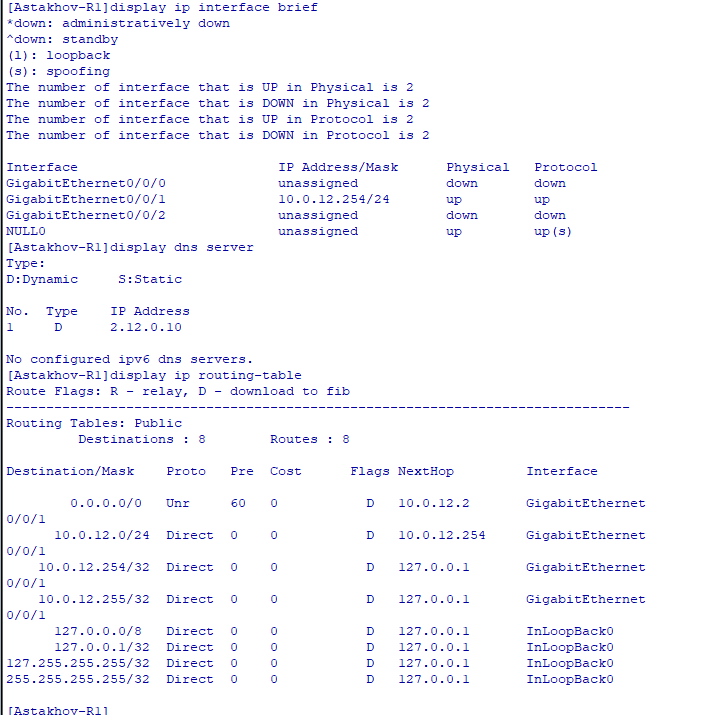 [Astakhov-R1]display ip interface brief
*down: administratively down
^down: standby
(l): loopback
(s): spoofing
The number of interface that is UP in Physical is 2
The number of interface that is DOWN in Physical is 2
The number of interface that is UP in Protocol is 2
The number of interface that is DOWN in Protocol is 2

Interface                         IP Address/Mask      Physical   Protocol
GigabitEthernet0/0/0              unassigned           down       down
GigabitEthernet0/0/1              10.0.12.254/24       up         up
GigabitEthernet0/0/2              unassigned           down       down
NULL0                             unassigned           up         up(s)
[Astakhov-R1]display dns server
Type:
D:Dynamic     S:Static

No.  Type    IP Address
1     D      2.12.0.10

No configured ipv6 dns servers.
[Astakhov-R1]display ip routing-table
Route Flags: R - relay, D - download to fib
------------------------------------------------------------------------------
Routing Tables: Public
         Destinations : 8        Routes : 8

Destination/Mask    Proto   Pre  Cost      Flags NextHop         Interface

        0.0.0.0/0   Unr     60   0           D   10.0.12.2       GigabitEthernet
0/0/1
      10.0.12.0/24  Direct  0    0           D   10.0.12.254     GigabitEthernet
0/0/1
    10.0.12.254/32  Direct  0    0           D   127.0.0.1       GigabitEthernet
0/0/1
    10.0.12.255/32  Direct  0    0           D   127.0.0.1       GigabitEthernet
0/0/1
      127.0.0.0/8   Direct  0    0           D   127.0.0.1       InLoopBack0
      127.0.0.1/32  Direct  0    0           D   127.0.0.1       InLoopBack0
127.255.255.255/32  Direct  0    0           D   127.0.0.1       InLoopBack0
255.255.255.255/32  Direct  0    0           D   127.0.0.1       InLoopBack0

[Astakhov-R1]